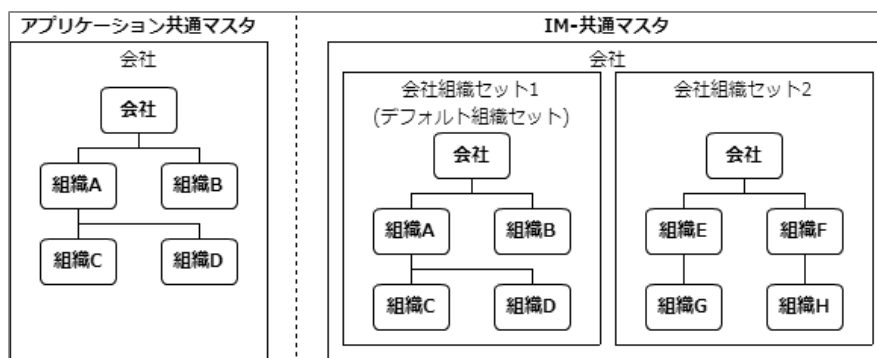 アプリケーション共通マスタ
会社
会社
組織A
組織B
組織C
組織D
IM-共通マスタ
会社
会社組織セット1
(デフォルト組織セット)
会社
組織A
組織B
組織C
組織D
会社組織セット2
会社
組織E
組織F
組織G
組織H